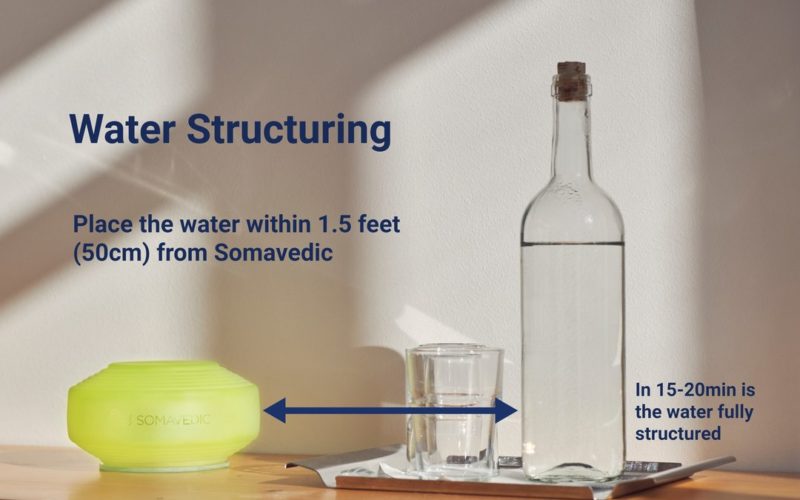 Water Structuring
Place the water within 1.5 feet
(50cm) from Somavedic
SOMAVEDIC
In 15-20min is
the water fully
structured